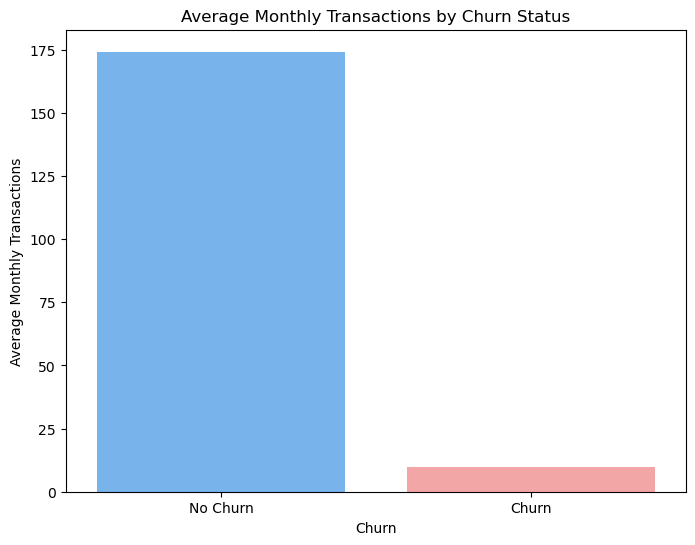 Average Monthly Transactions by Churn Status
Average Monthly Transactions
175
150
125
100
75
50
25
0
No Churn
Churn
Churn